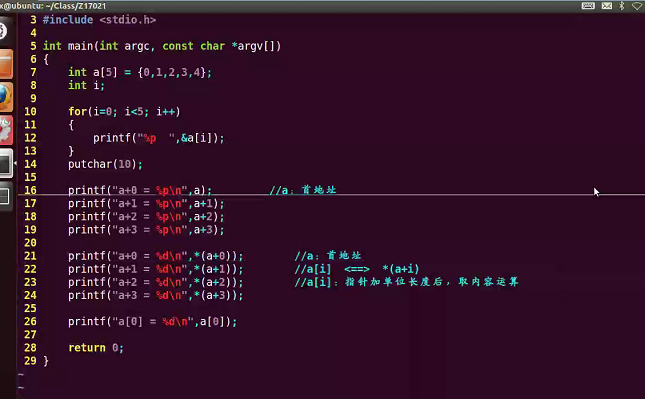 x@ubuntu: ~/Class/Z17021
3 #include <stdio.h>
4
5 int main(int argc, const char *argv[])
6 {
7     int a[5] = {0,1,2,3,4};
8     int i;
9
10     for(i=0; i<5; i++)
11     {
12         printf("%p  ",&a[i]);
13     }
14     putchar(10);
15
16     printf("a+0 = %p\n",a);         //a：首地址
17     printf("a+1 = %p\n",a+1);
18     printf("a+2 = %p\n",a+2);
19     printf("a+3 = %p\n",a+3);
20
21     printf("a+0 = %d\n",*(a+0));        //a：首地址
22     printf("a+1 = %d\n",*(a+1));        //a[i]  <==>  *(a+i)
23     printf("a+2 = %d\n",*(a+2));        //a[i]：指针加单位长度后，取内容运算
24     printf("a+3 = %d\n",*(a+3));
25
26     printf("a[0] = %d\n",a[0]);
27
28     return 0;
29 }
~
~